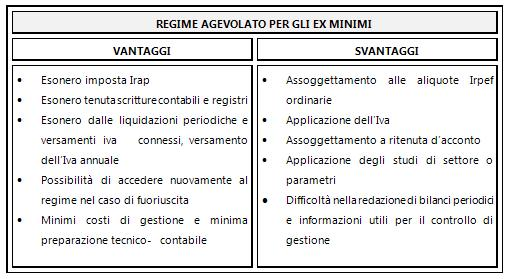 REGIME AGEVOLATO PER GLI EX MINIMI
VANTAGGI
• Esonero imposta Irap
• Esonero tenuta scritture contabili e registri
• Esonero dalle liquidazioni periodiche e
versamenti iva connessi, versamento
dell'Iva annuale
• Possibilità di accedere nuovamente al
regime nel caso di fuoriuscita
• Minimi costi di gestione e minima
preparazione tecnico- contabile
SVANTAGGI
• Assoggettamento alle aliquote Irpef
ordinarie
• Applicazione dell'Iva
• Assoggettamento a ritenuta d'acconto
• Applicazione degli studi di settore o
parametri
• Difficoltà nella redazione di bilanci periodici
e informazioni utili per il controllo di
gestione